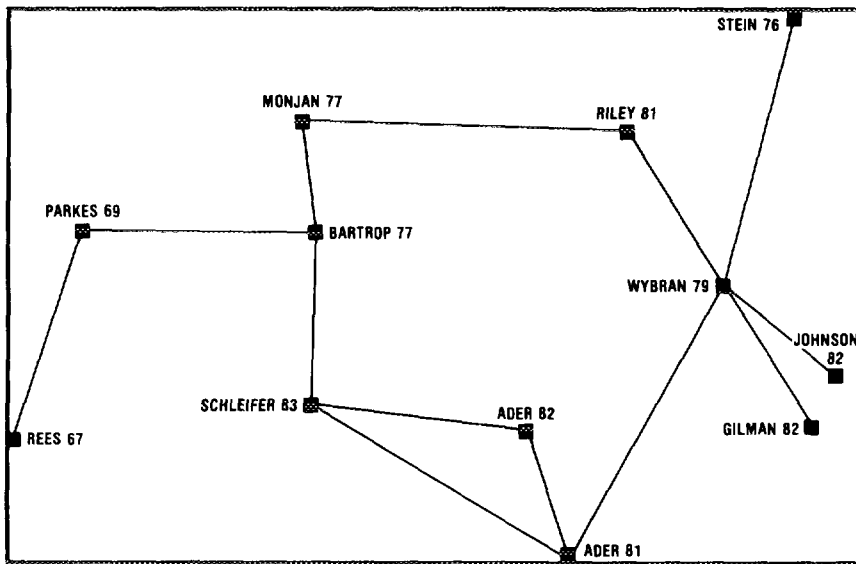 STEIN 76
MONJAN 77
RILEY 81
PARKES 69
BARTROP 77
WYBRAN 79
JOHNSON
82
SCHLEIFER 83
ADER 82
GILMAN 82
REES 67
ADER 81